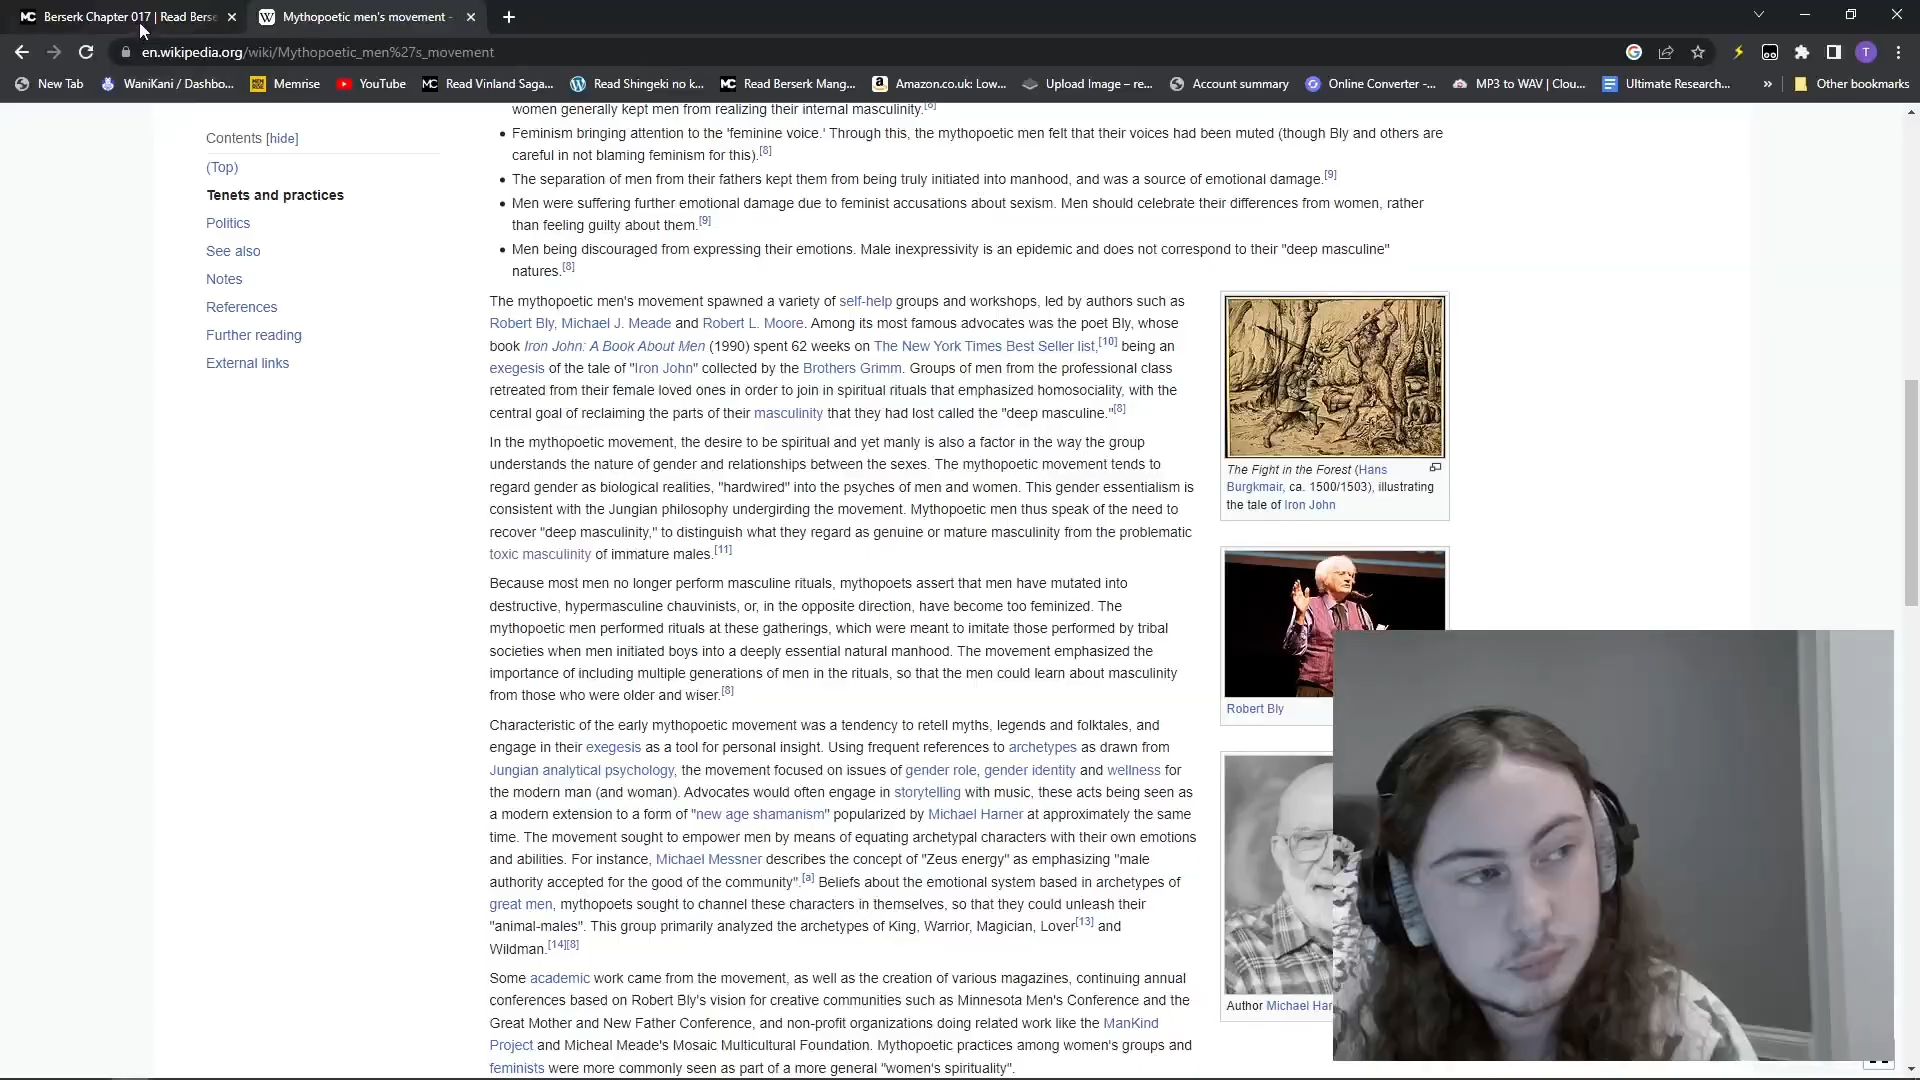 Berserk Chapter 017 | Read Berse
Mythopoetic men's movement -
en.wikipedia.org/wiki/Mythopoetic_men%27s_movement
T
New Tab
WaniKani / Dashbo...
Memrise
YouTube
Read Vinland Saga...
Read Shingeki no k...
Read Berserk Mang...
Amazon.co.uk: Low...
Upload Image – re...
Account summary
Online Converter -...
MP3 to WAV | Clou...
Ultimate Research...
»
Other bookmarks
Contents [hide]
(Top)
Tenets and practices
Politics
See also
Notes
References
Further reading
External links
women generally kept men from realizing their internal masculinity.[8]
• Feminism bringing attention to the 'feminine voice.' Through this, the mythopoetic men felt that their voices had been muted (though Bly and others are
careful in not blaming feminism for this).[8]
• The separation of men from their fathers kept them from being truly initiated into manhood, and was a source of emotional damage.[9]
• Men were suffering further emotional damage due to feminist accusations about sexism. Men should celebrate their differences from women, rather
than feeling guilty about them.[9]
• Men being discouraged from expressing their emotions. Male inexpressivity is an epidemic and does not correspond to their "deep masculine"
natures.[8]
The mythopoetic men's movement spawned a variety of self-help groups and workshops, led by authors such as
Robert Bly, Michael J. Meade and Robert L. Moore. Among its most famous advocates was the poet Bly, whose
book Iron John: A Book About Men (1990) spent 62 weeks on The New York Times Best Seller list,[10] being an
exegesis of the tale of "Iron John" collected by the Brothers Grimm. Groups of men from the professional class
retreated from their female loved ones in order to join in spiritual rituals that emphasized homosociality, with the
central goal of reclaiming the parts of their masculinity that they had lost called the "deep masculine."[8]
In the mythopoetic movement, the desire to be spiritual and yet manly is also a factor in the way the group
understands the nature of gender and relationships between the sexes. The mythopoetic movement tends to
regard gender as biological realities, "hardwired" into the psyches of men and women. This gender essentialism is
consistent with the Jungian philosophy undergirding the movement. Mythopoetic men thus speak of the need to
recover "deep masculinity," to distinguish what they regard as genuine or mature masculinity from the problematic
toxic masculinity of immature males.[11]
Because most men no longer perform masculine rituals, mythopoets assert that men have mutated into
destructive, hypermasculine chauvinists, or, in the opposite direction, have become too feminized. The
mythopoetic men performed rituals at these gatherings, which were meant to imitate those performed by tribal
societies when men initiated boys into a deeply essential natural manhood. The movement emphasized the
importance of including multiple generations of men in the rituals, so that the men could learn about masculinity
from those who were older and wiser.[8]
Characteristic of the early mythopoetic movement was a tendency to retell myths, legends and folktales, and
engage in their exegesis as a tool for personal insight. Using frequent references to archetypes as drawn from
Jungian analytical psychology, the movement focused on issues of gender role, gender identity and wellness for
the modern man (and woman). Advocates would often engage in storytelling with music, these acts being seen as
a modern extension to a form of "new age shamanism" popularized by Michael Harner at approximately the same
time. The movement sought to empower men by means of equating archetypal characters with their own emotions
and abilities. For instance, Michael Messner describes the concept of "Zeus energy" as emphasizing "male
authority accepted for the good of the community".[a] Beliefs about the emotional system based in archetypes of
great men, mythopoets sought to channel these characters in themselves, so that they could unleash their
"animal-males". This group primarily analyzed the archetypes of King, Warrior, Magician, Lover[13] and
Wildman.[14][8]
Some academic work came from the movement, as well as the creation of various magazines, continuing annual
conferences based on Robert Bly's vision for creative communities such as Minnesota Men's Conference and the
Great Mother and New Father Conference, and non-profit organizations doing related work like the ManKind
Project and Micheal Meade's Mosaic Multicultural Foundation. Mythopoetic practices among women's groups and
feminists were more commonly seen as part of a more general "women's spirituality".
The Fight in the Forest (Hans
Burgkmair, ca. 1500/1503), illustrating
the tale of Iron John
Robert Bly
Author Michael Har